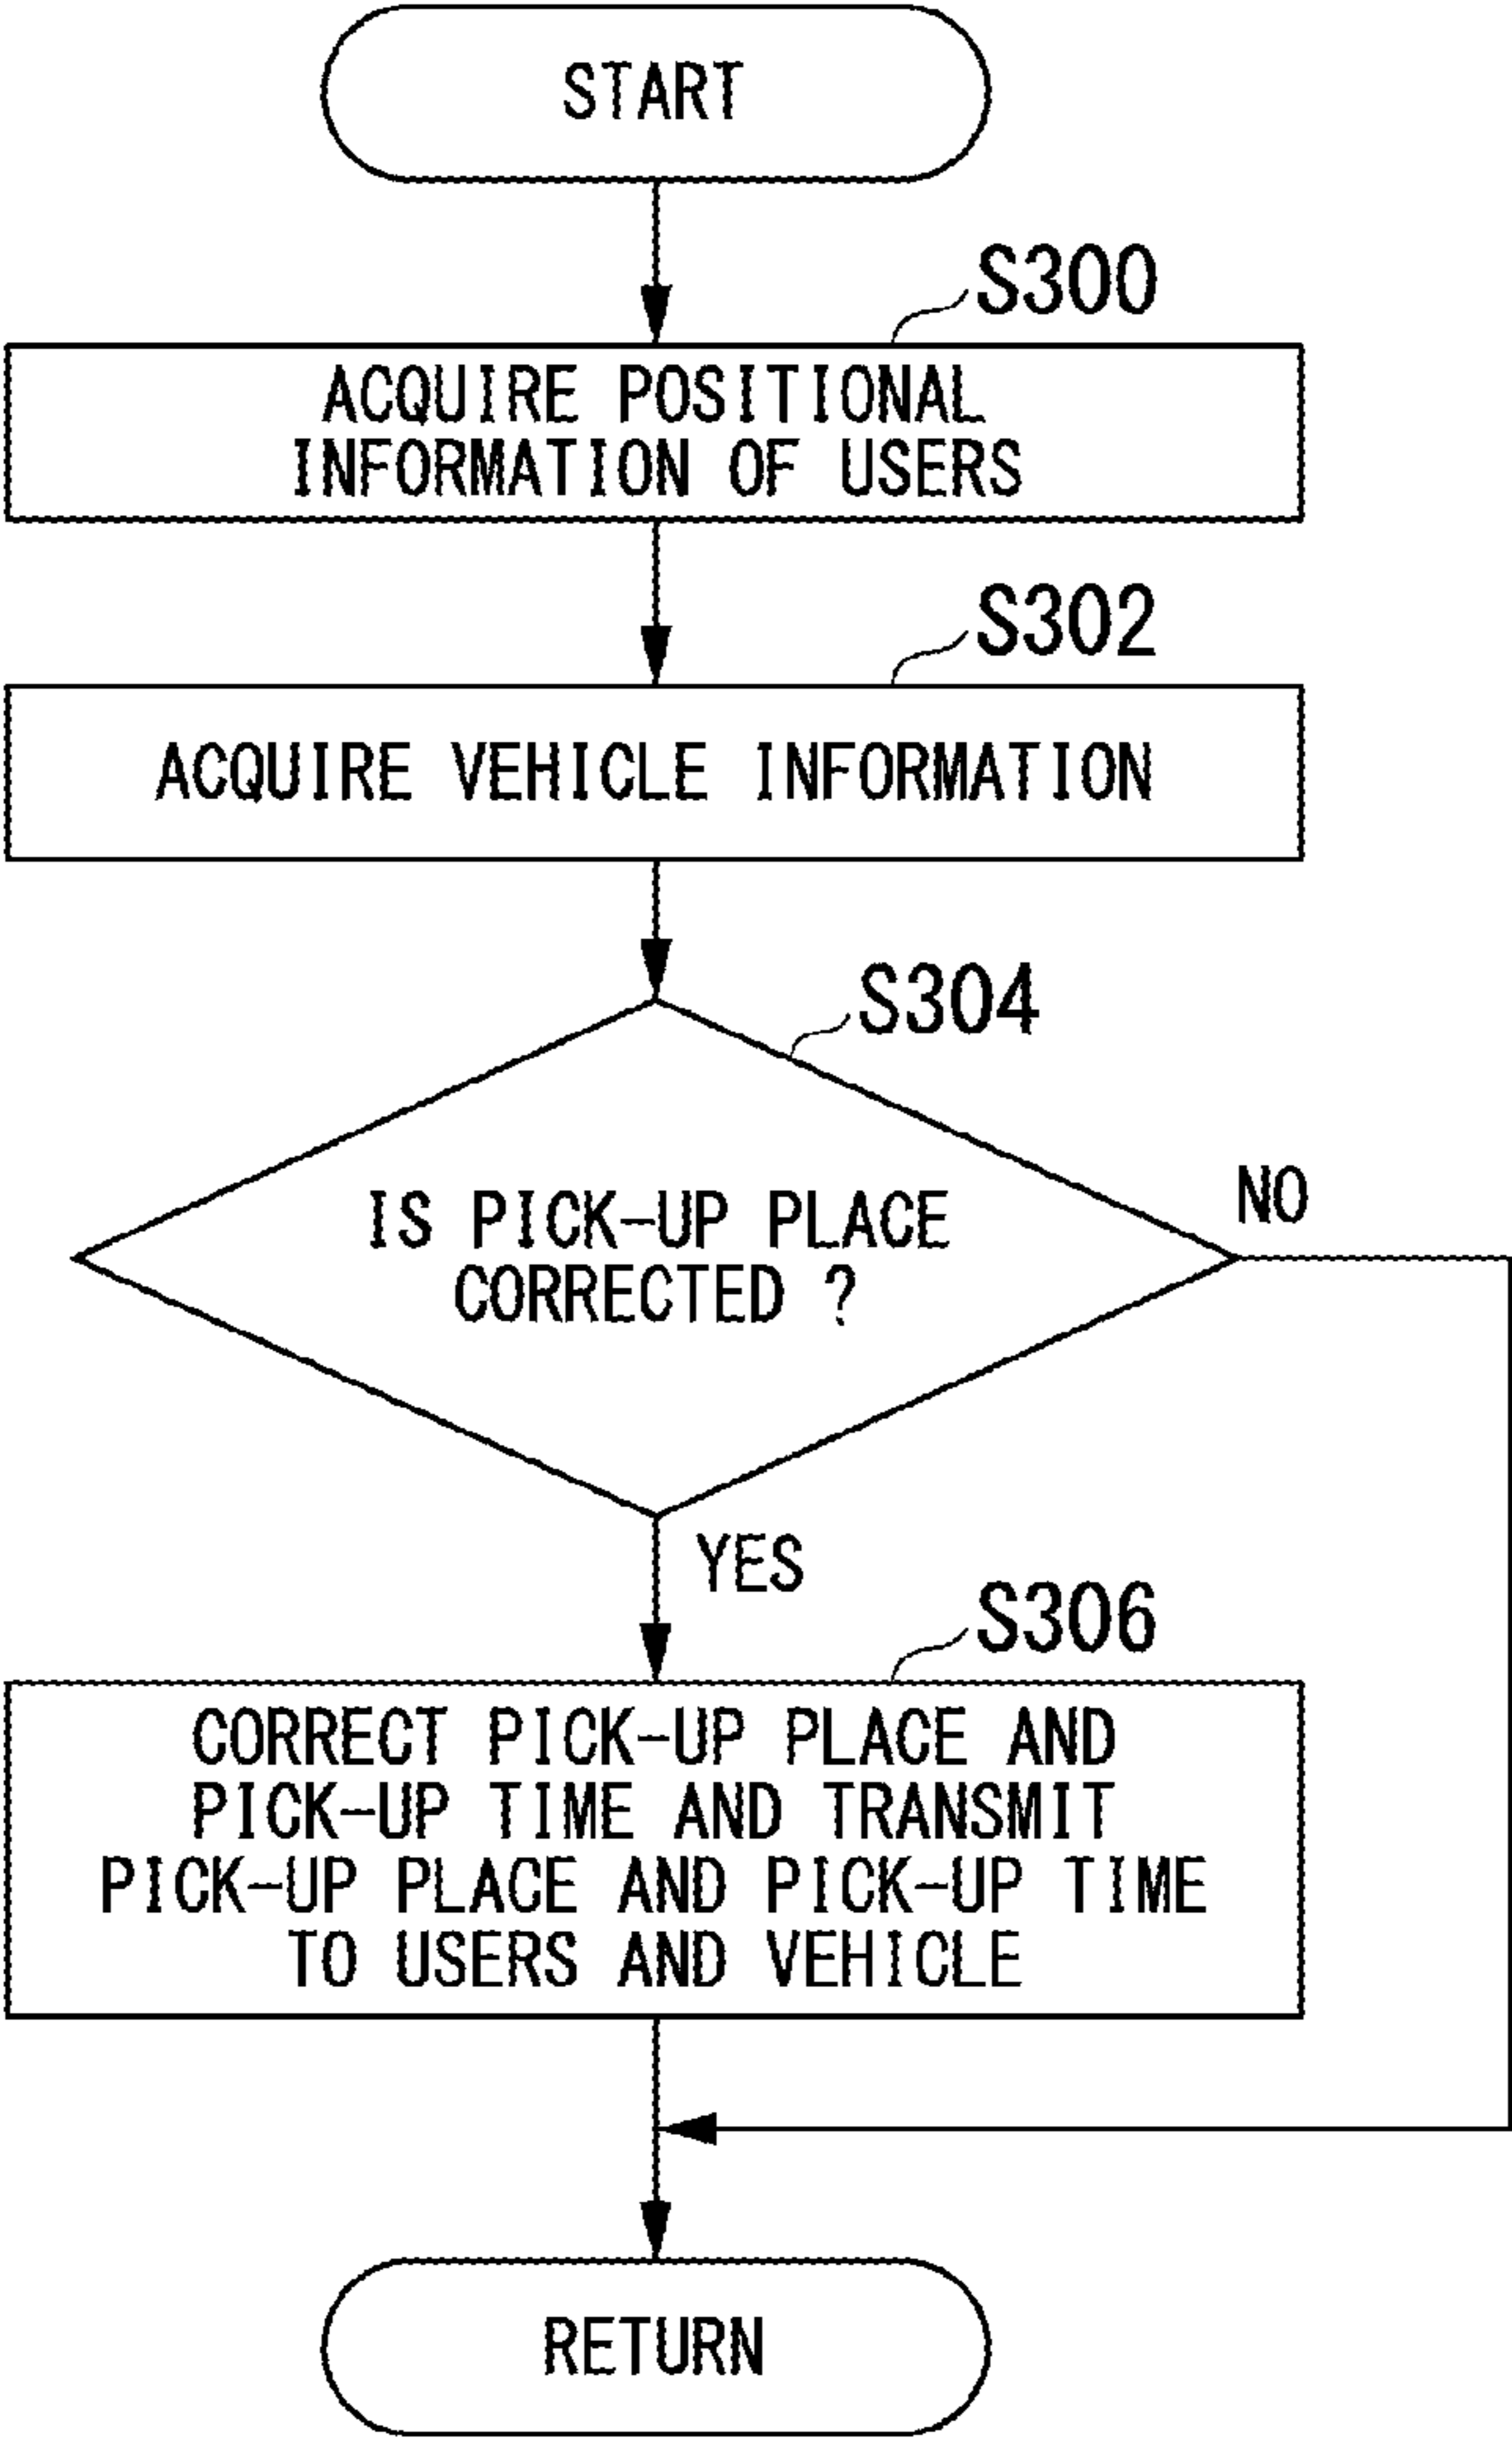 START
S300
ACQUIRE POSITIONAL
INFORMATION OF USERS
S302
ACQUIRE VEHICLE INFORMATION
S304
IS PICK-UP PLACE
CORRECTED ?
NO
YES
S306
CORRECT PICK-UP PLACE AND
PICK-UP TIME AND TRANSMIT
PICK-UP PLACE AND PICK-UP TIME
TO USERS AND VEHICLE
RETURN